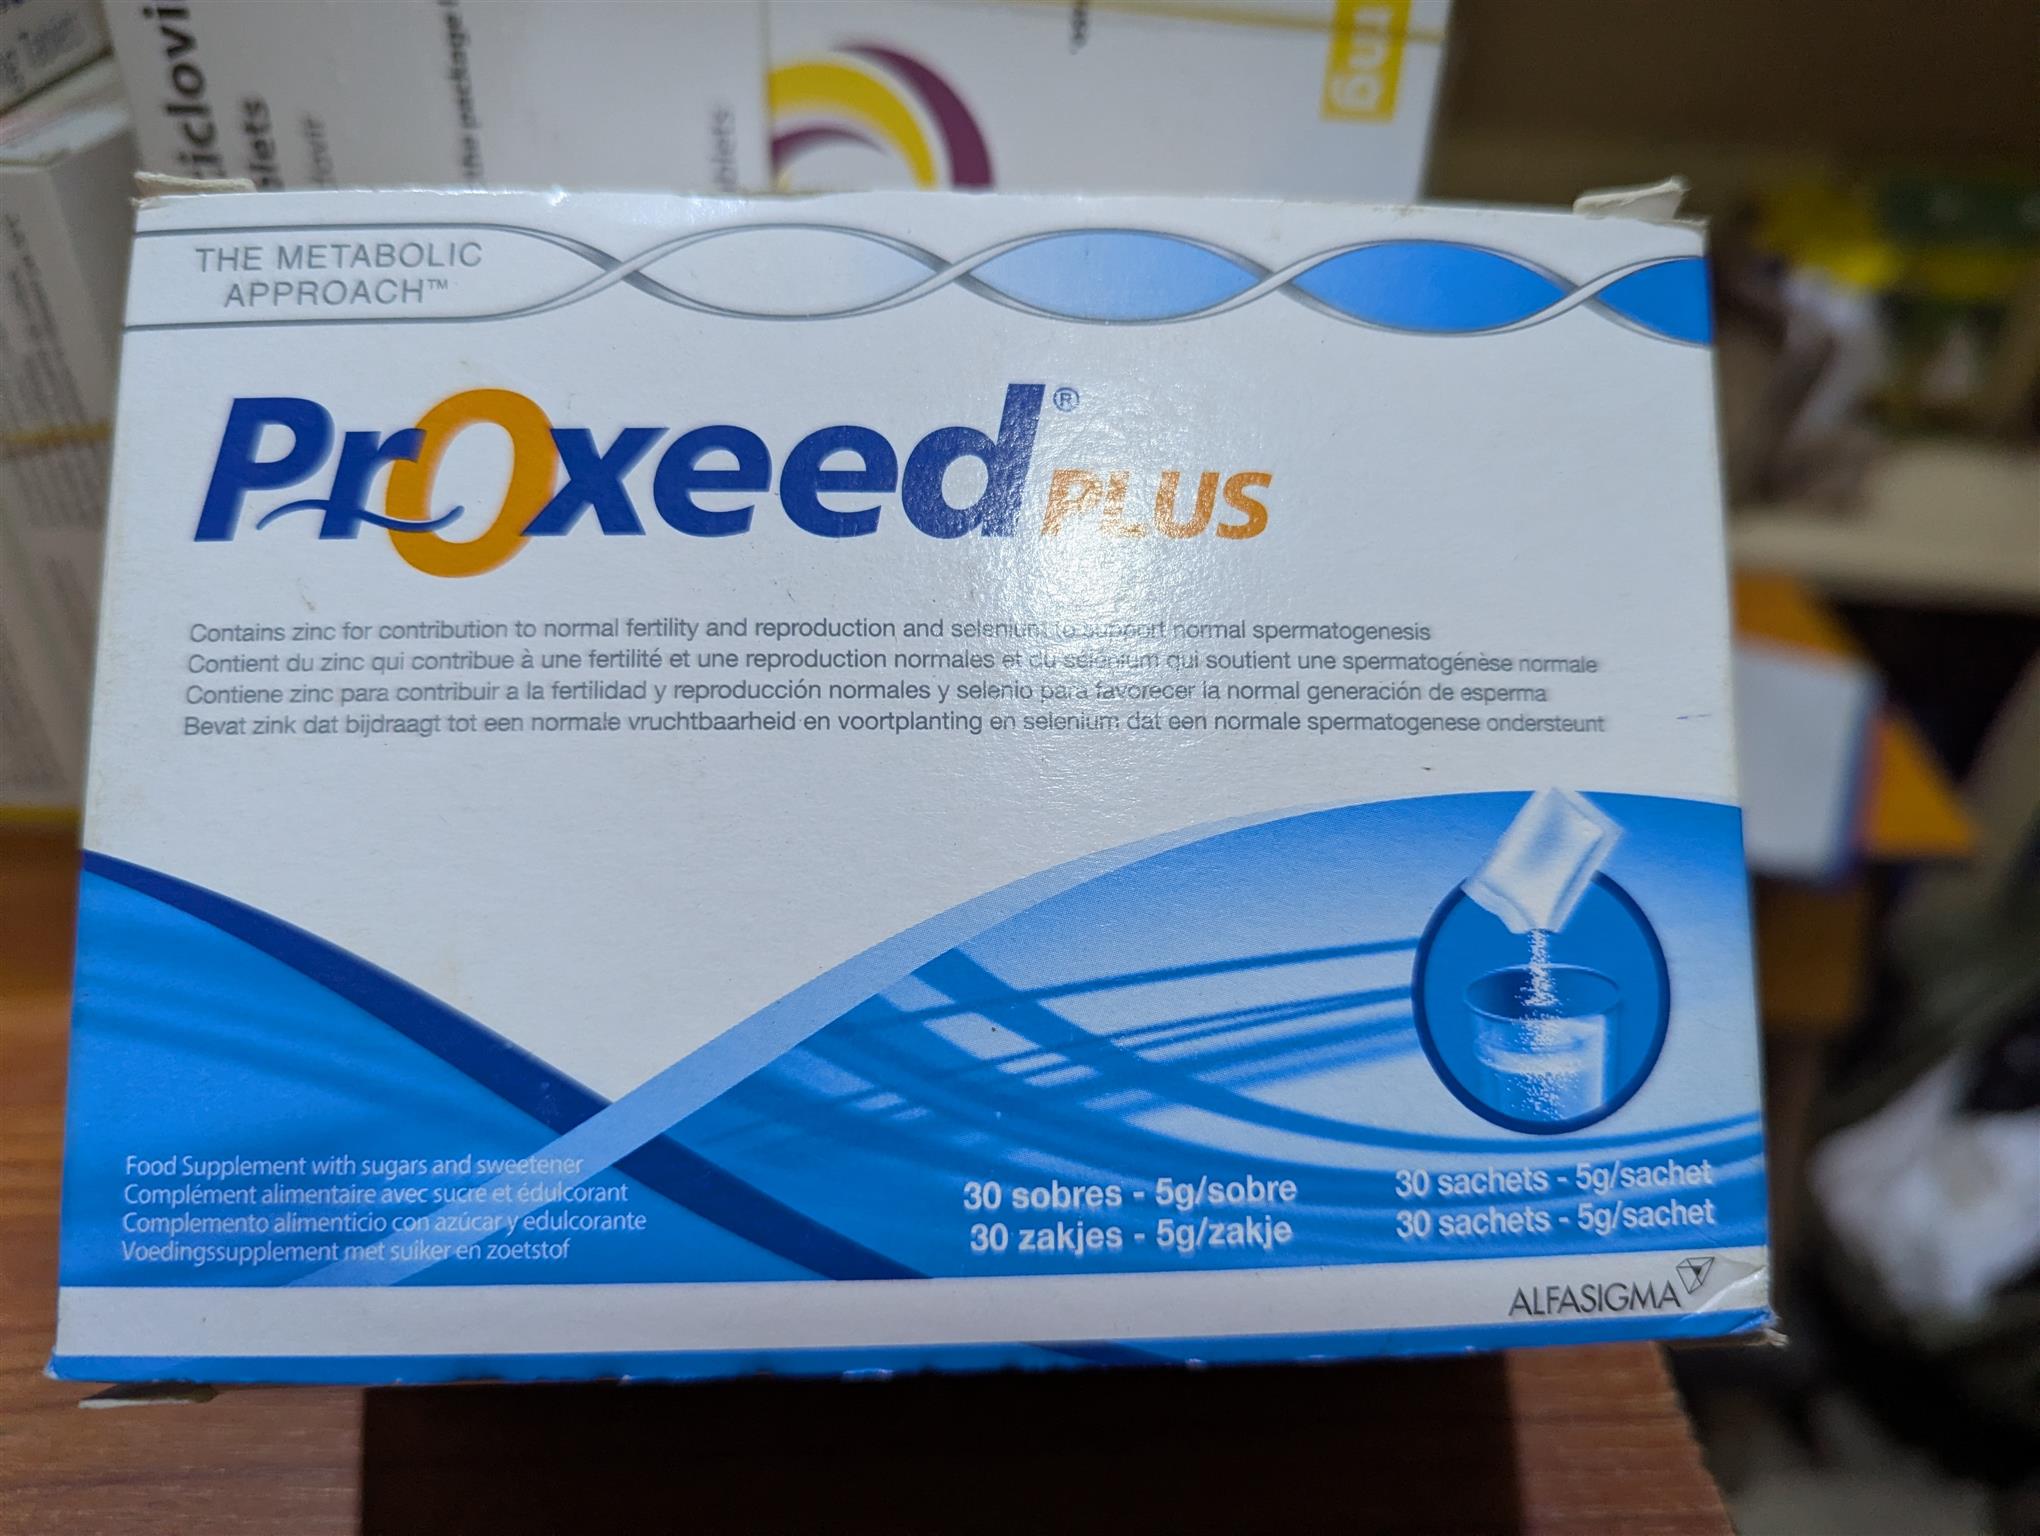 the package
tmg
THE METABOLIC
APPROACH™
PrOxeed® PLUS
Contains zinc for contribution to normal fertility and reproduction and selenium to support normal spermatogenesis
Contient du zinc qui contribue à une fertilité et une reproduction normales et du sélénium qui soutient une spermatogénèse normale
Contiene zinc para contribuir a la fertilidad y reproducción normales y selenio para favorecer la normal generación de esperma
Bevat zink dat bijdraagt tot een normale vruchtbaarheid en voortplanting en selenium dat een normale spermatogenese ondersteunt
Food Supplement with sugars and sweetener
Complément alimentaire avec sucre et édulcorant
Complemento alimenticio con azúcar y edulcorante
Voedingssupplement met suiker en zoetstof
30 sobres - 5g/sobre
30 zakjes - 5g/zakje
30 sachets - 5g/sachet
30 sachets - 5g/sachet
ALFASIGMA